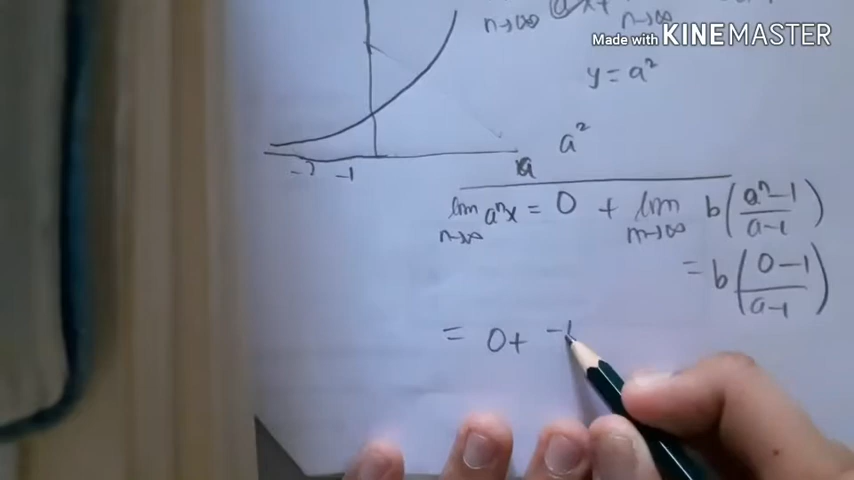 n→∞ n→∞
Made with KINEMASTER
y = a²
a²
-1
a
lim aⁿx = 0 + lim b(aⁿ-1/a-1)
n→∞ n→∞
= b(0-1/a-1)
= 0+ -1